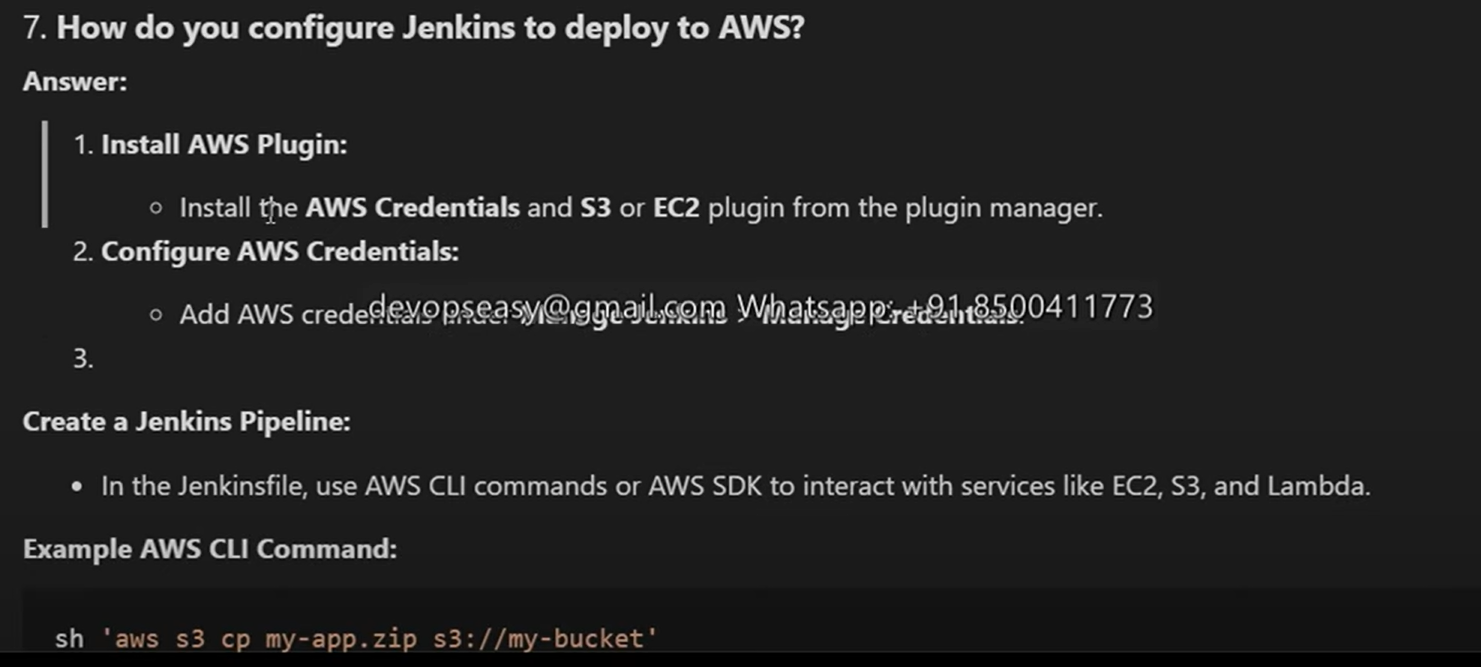 7. How do you configure Jenkins to deploy to AWS?
Answer:
1. Install AWS Plugin:
Install the AWS Credentials and S3 or EC2 plugin from the plugin manager.
2. Configure AWS Credentials:
Add AWS credentials under Manage Jenkins > Manage Credentials.
devopseasy@gmail.com Whatsapp: +91-8500411773
3.
Create a Jenkins Pipeline:
In the Jenkinsfile, use AWS CLI commands or AWS SDK to interact with services like EC2, S3, and Lambda.
Example AWS CLI Command:
sh 'aws s3 cp my-app.zip s3://my-bucket'